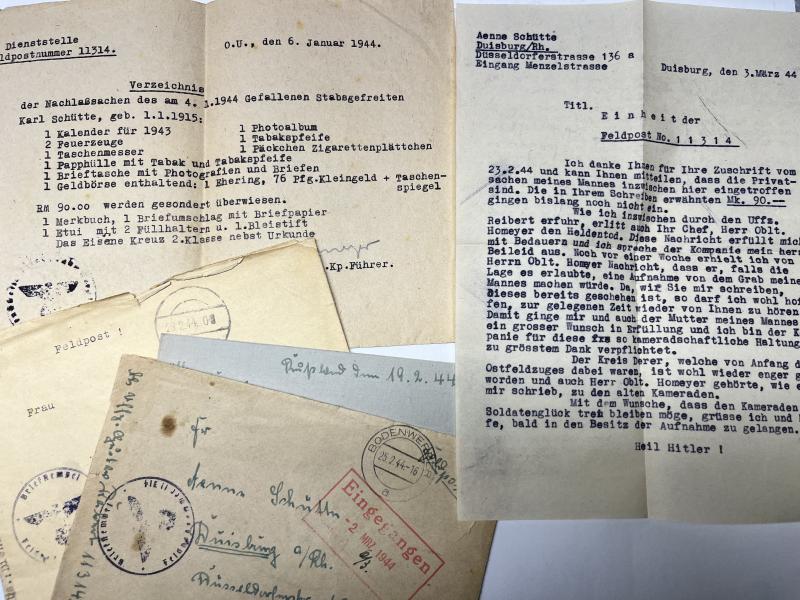 Dienststelle
Feldpostnummer 11314.
O.U., den 6. Januar 1944.
Verzeichnis
der Nachlaßsachen des am 4. 1.1944 Gefallenen Stabsgefreiten
Karl Schütte, geb. 1.1.1915:
1 Kalender für 1943
2 Feuerzeuge
1 Taschenmesser
1 Papphülle mit Tabak und Tabakspfeife
1 Brieftasche mit Photografien und Briefen
1 Geldbörse enthaltend: 1 Ehering, 76 Pfg.Kleingeld + Taschen-
spiegel
1 Photoalbum
1 Tabakspfeife
1 Päckchen Zigarettenplättchen
RM 90.00 werden gesondert überwiesen.
1 Merkbuch, 1 Briefumschlag mit Briefpapier
1 Etui mit 2 Füllhaltern u. 1 Bleistift
Das Eisene Kreuz 2.Klasse nebst Urkunde
.Kp.Führer.
Aenne Schütte
Duisburg/Rh.
Düsseldorferstrasse 136 a
Eingang Menzelstrasse
Duisburg, den 3.März 44
Titl.
Einheit der
Feldpost No. 11314
Ich danke Ihnen für Ihre Zuschrift vom
23.2.44 und kann Ihnen mitteilen, dass die Privat-
sachen meines Mannes inzwischen hier eingetroffen
sind. Die in Ihrem Schreiben erwähnten Mk. 90.--
gingen bislang noch nicht ein.
Wie ich inzwischen durch den Uffz.
Reibert erfuhr, erlitt auch Ihr Chef, Herr Oblt.
Homeyer den Heldentod. Diese Nachricht erfüllt mich
mit Bedauern und ich spreche der Kompanie mein herz
Beileid aus. Noch vor einer Woche erhielt ich von
Herrn Oblt. Homeyer Nachricht, dass er, falls die
Lage es erlaubte, eine Aufnahme von dem Grab meines
Mannes machen würde. Da, wir Sie mir schreiben,
dieses bereits geschehen ist, so darf ich wohl hof
fen, zur gelegenen Zeit wieder von Ihnen zu hören
Damit ginge mir und auch der Mutter meines Mannes
ein grosser Wunsch in Erfüllung und ich bin der K
panie für diese so kameradschaftliche Haltung
zu grösstem Dank verpflichtet.
Der Kreis Derer, welche von Anfang d
Ostfeldzuges dabei waren, ist wohl wieder enger g
worden und auch Herr Oblt. Homeyer gehörte, wie e
mir schrieb, zu den alten Kameraden.
Mit dem Wunsche, dass den Kameraden
Soldatenglück treu bleiben möge, grüsse ich und h
fe, bald in den Besitz der Aufnahme zu gelangen.
Heil Hitler !
Feldpost !
Frau
Briefstempel
Rußland dem 19.2.44
Fr
Aenne Schütte
Duisburg a/Rh.
BODENWERDER
25.2.44-16
a
Eingegangen
-2. MRZ. 1944
11314
Briefstempel